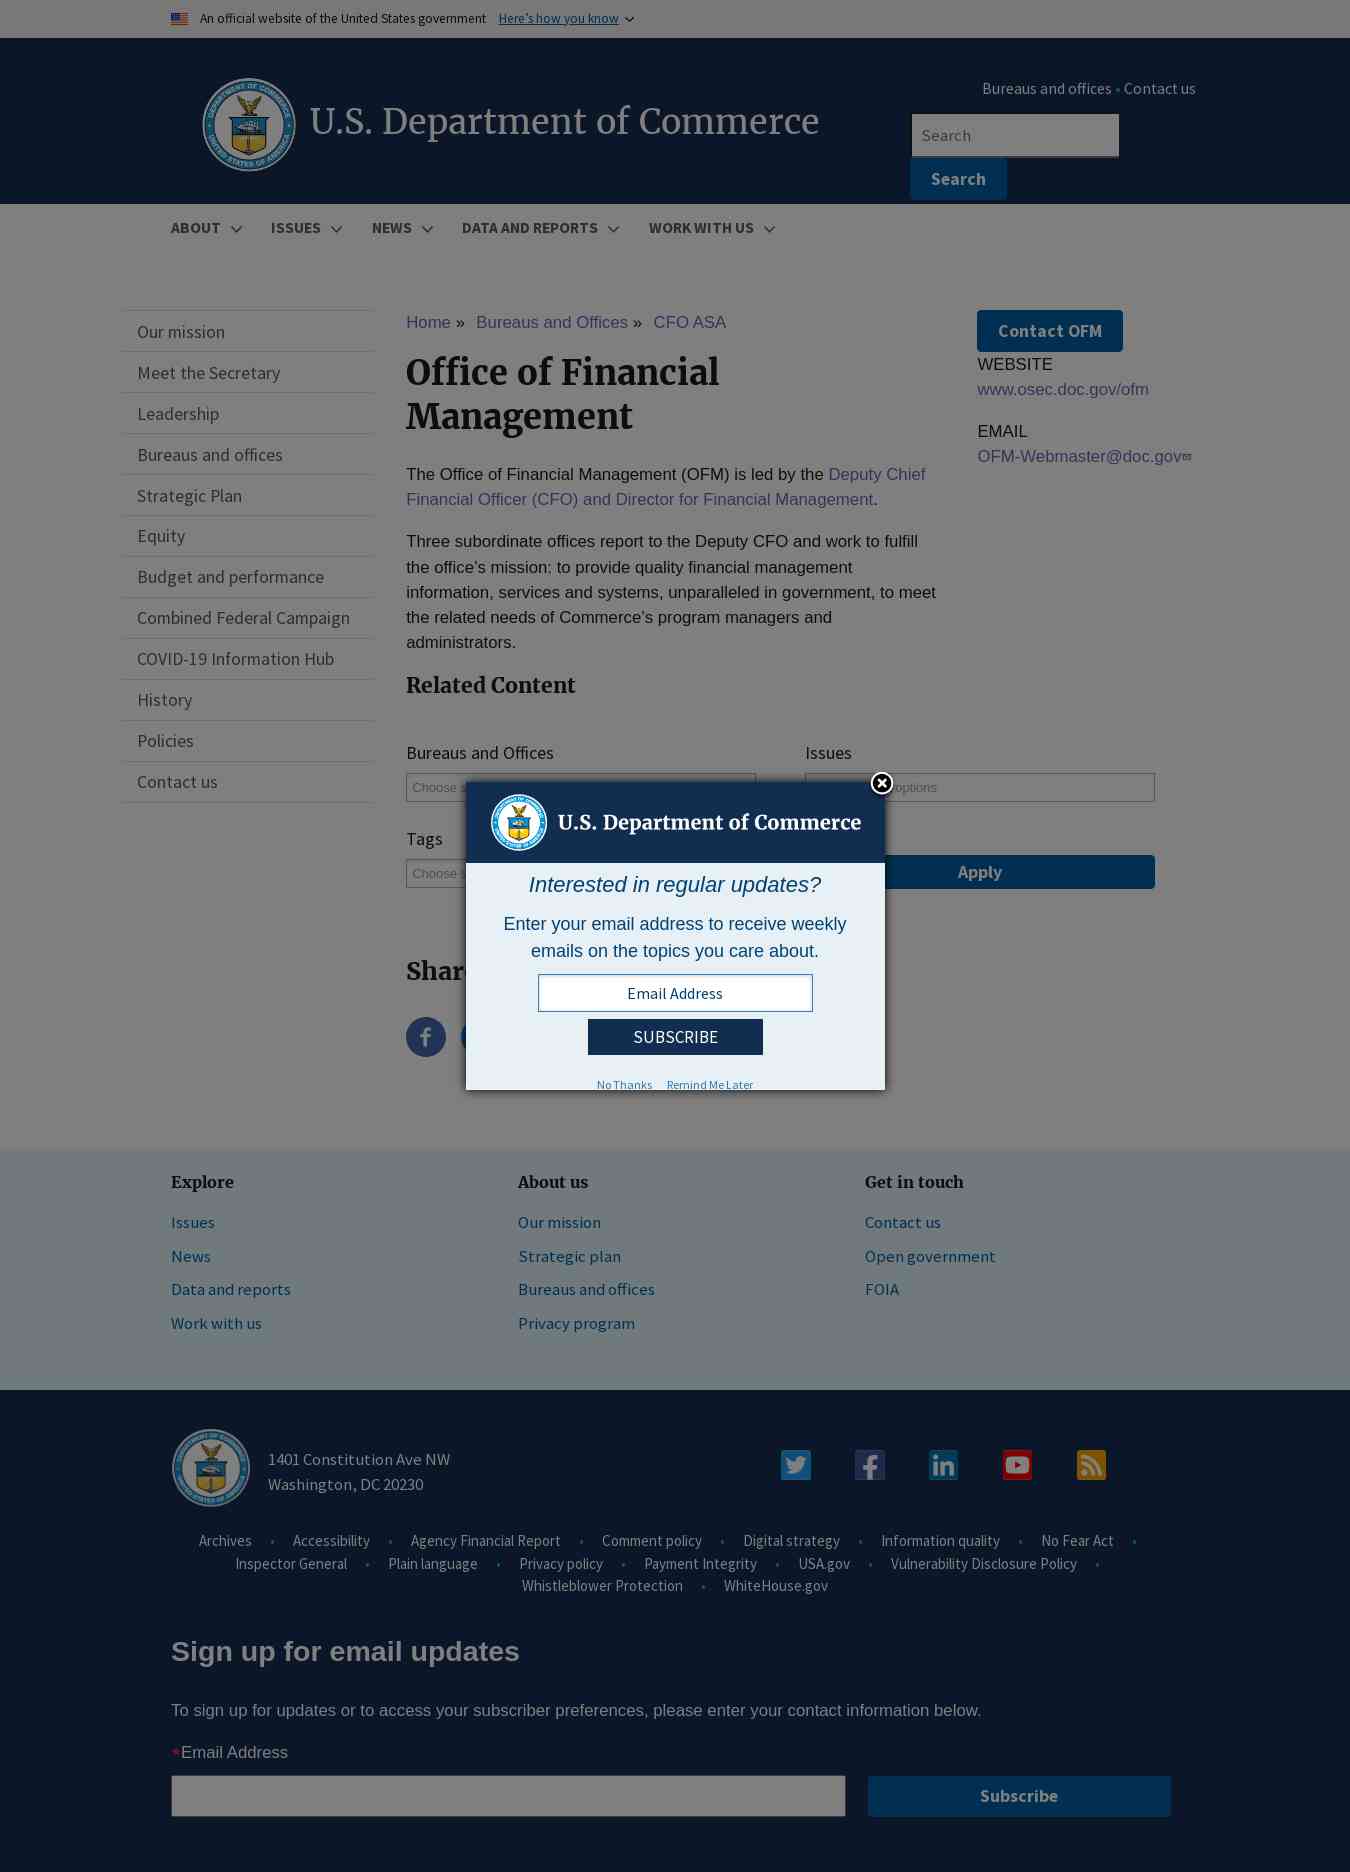 An official website of the United States government Here's how you know
Bureaus and offices • Contact us
U.S. Department of Commerce
Search
Search
ABOUT ISSUES NEWS DATA AND REPORTS WORK WITH US
Our mission
Meet the Secretary
Leadership
Bureaus and offices
Strategic Plan
Equity
Budget and performance
Combined Federal Campaign
COVID-19 Information Hub
History
Policies
Contact us
Home » Bureaus and Offices » CFO ASA
Office of Financial
Management
The Office of Financial Management (OFM) is led by the Deputy Chief
Financial Officer (CFO) and Director for Financial Management.
Three subordinate offices report to the Deputy CFO and work to fulfill
the office's mission: to provide quality financial management
information, services and systems, unparalleled in government, to meet
the related needs of Commerce's program managers and
administrators.
Contact OFM
WEBSITE
www.osec.doc.gov/ofm
EMAIL
OFM-Webmaster@doc.gov
Related Content
Bureaus and Offices
Choose
Issues
options
Tags
Choose
Apply
Share
U.S. Department of Commerce
Interested in regular updates?
Enter your email address to receive weekly
emails on the topics you care about.
Email Address
SUBSCRIBE
No Thanks Remind Me Later
Explore
Issues
News
Data and reports
Work with us
About us
Our mission
Strategic plan
Bureaus and offices
Privacy program
Get in touch
Contact us
Open government
FOIA
1401 Constitution Ave NW
Washington, DC 20230
Archives • Accessibility • Agency Financial Report • Comment policy • Digital strategy • Information quality • No Fear Act •
Inspector General • Plain language • Privacy policy • Payment Integrity • USA.gov • Vulnerability Disclosure Policy •
Whistleblower Protection • WhiteHouse.gov
Sign up for email updates
To sign up for updates or to access your subscriber preferences, please enter your contact information below.
*Email Address
Subscribe